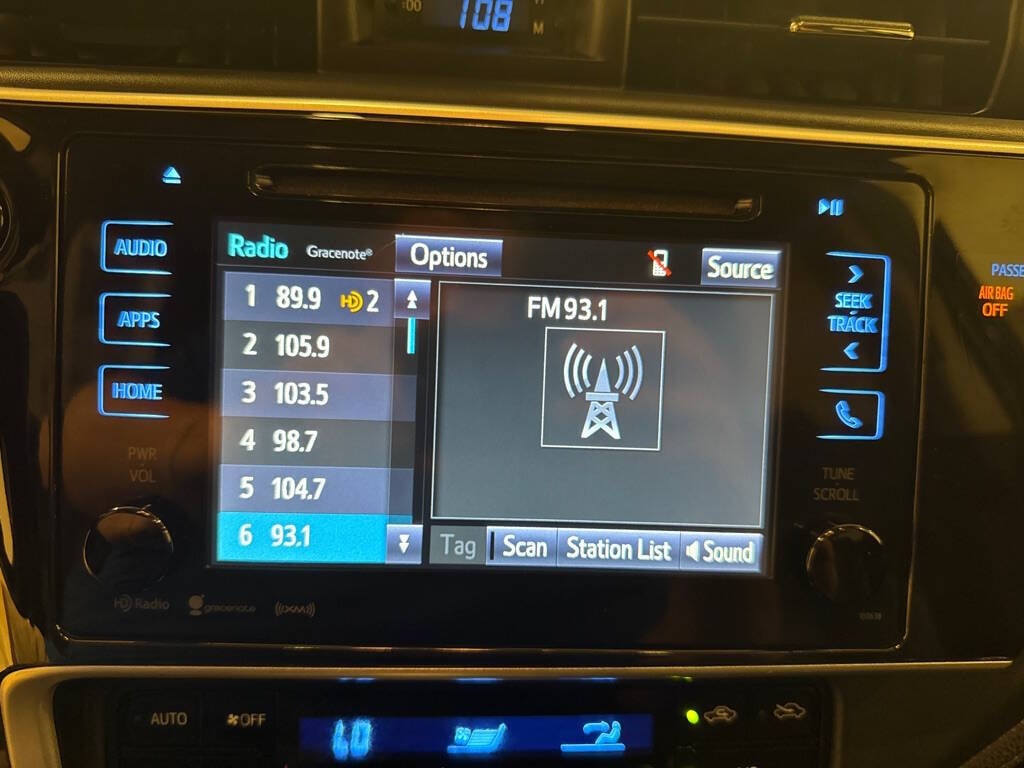 :00
108
M
AUDIO
APPS
HOME
PWR
VOL
Radio
Gracenote®
Options
Source
1 89.9 HD 2
2 105.9
3 103.5
4 98.7
5 104.7
6 93.1
FM 93.1
Tag
Scan
Station List
Sound
SEEK
TRACK
TUNE
SCROLL
PASSE
AIR BAG
OFF
HD Radio
gracenote
((XM))
AUTO
OFF
LO